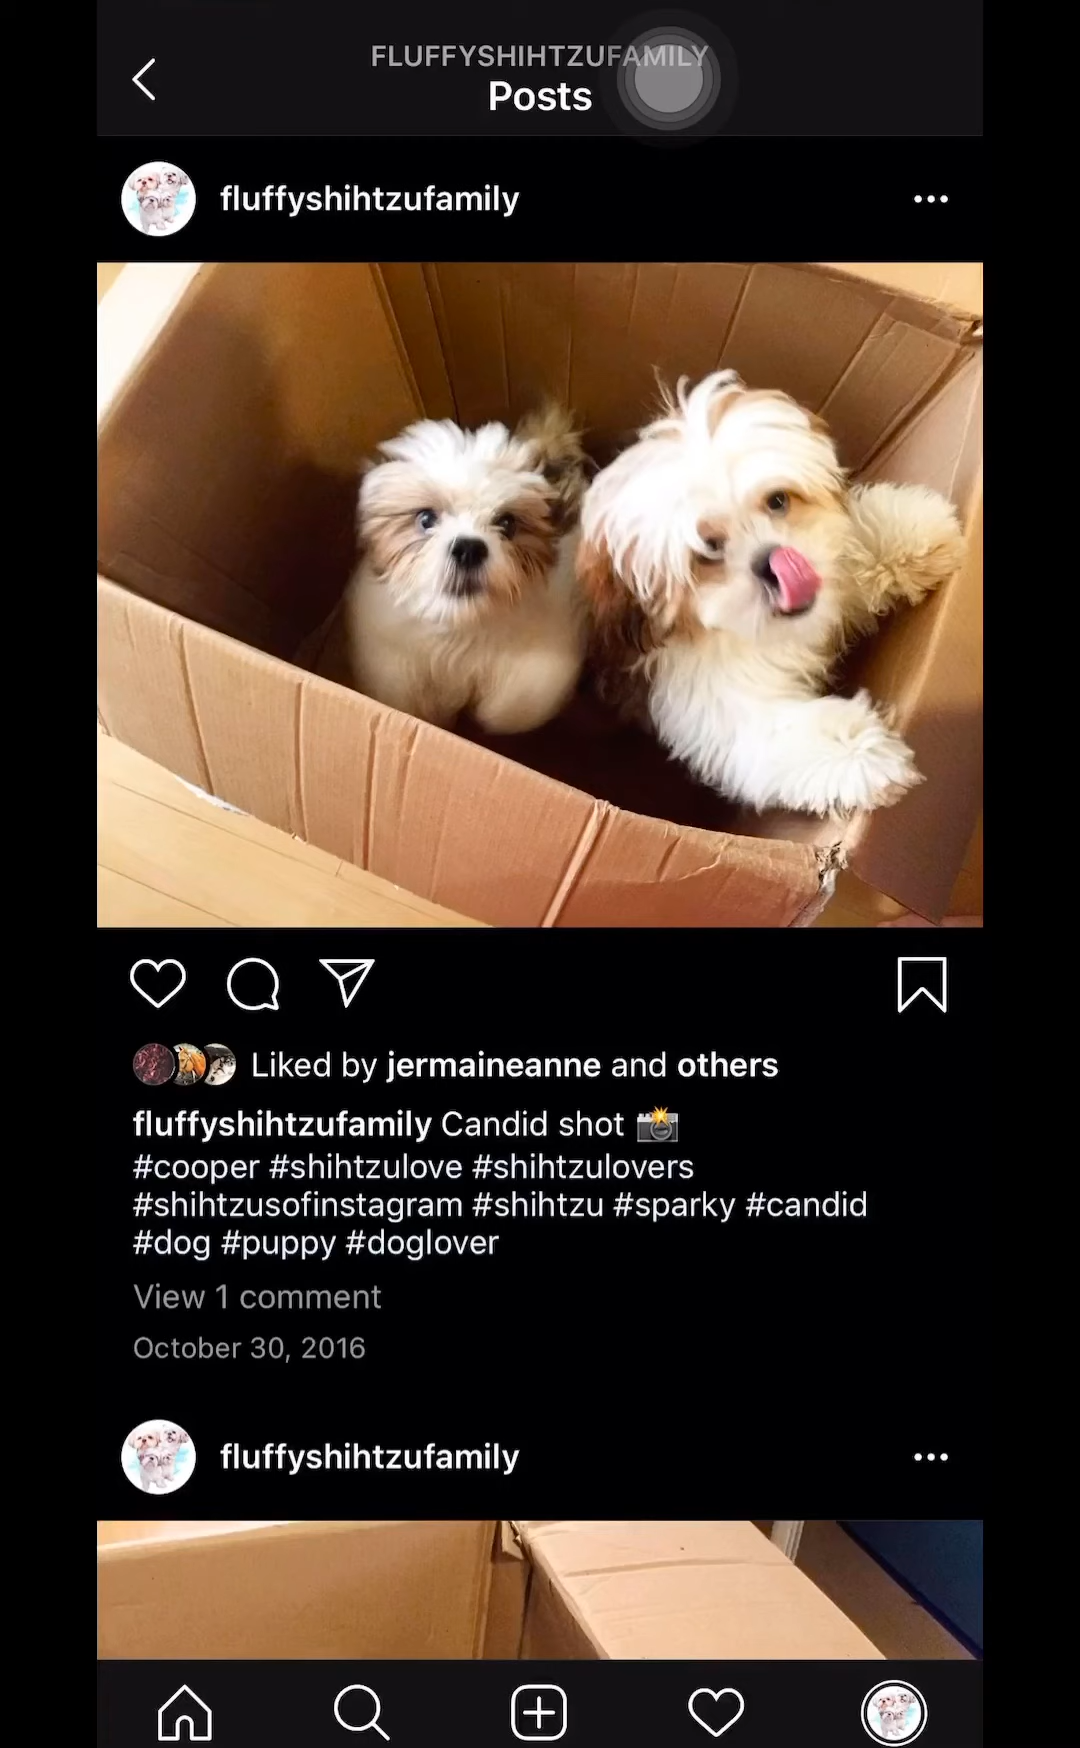 FLUFFYSHIHTZUFAMILY
Posts
fluffyshihtzufamily
Liked by jermaineanne and others
fluffyshihtzufamily Candid shot 📸
#cooper #shihtzulove #shihtzulovers
#shihtzusofinstagram #shihtzu #sparky #candid
#dog #puppy #doglover
View 1 comment
October 30, 2016
fluffyshihtzufamily